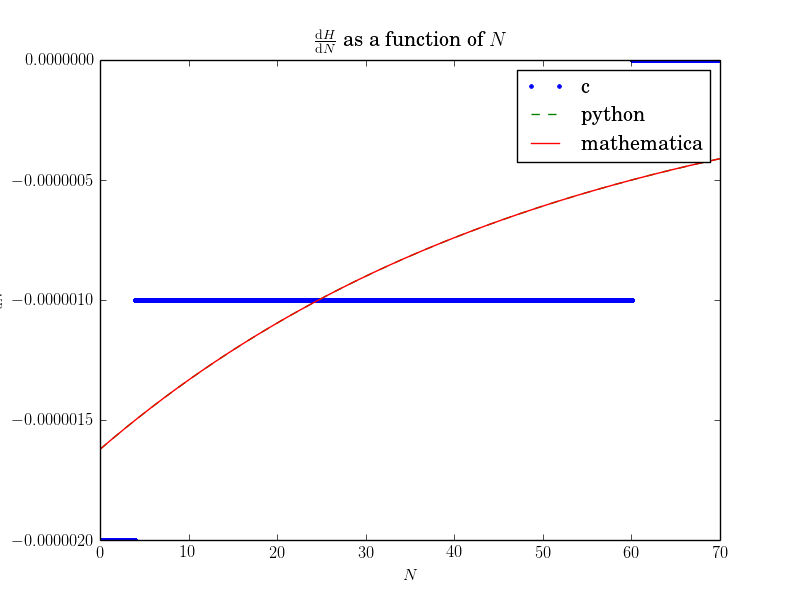 dH/dN as a function of N
0.0000000
c
python
mathematica
−0.0000005
−0.0000010
−0.0000015
−0.0000020
0 10 20 30 40 50 60 70
N